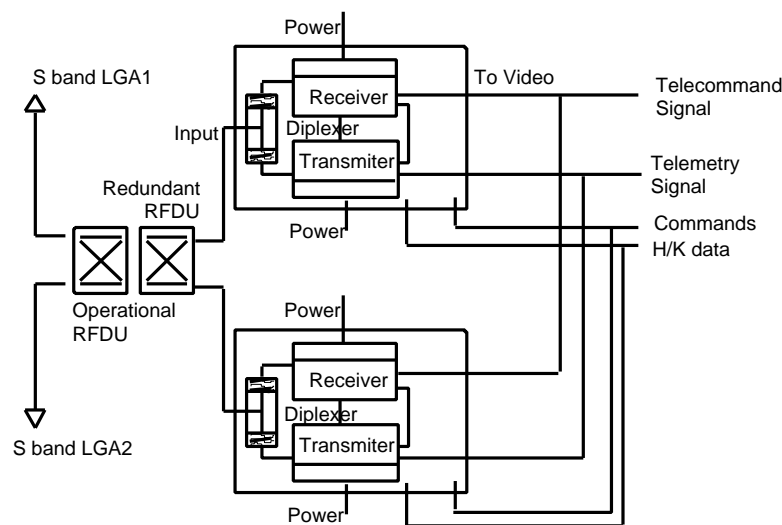 Power
S band LGA1
To Video
Telecommand
Signal
Receiver
Input
Diplexer
Transmiter
Telemetry
Signal
Redundant
RFDU
Power
Commands
H/K data
Operational
RFDU
Power
Receiver
Diplexer
Transmiter
S band LGA2
Power